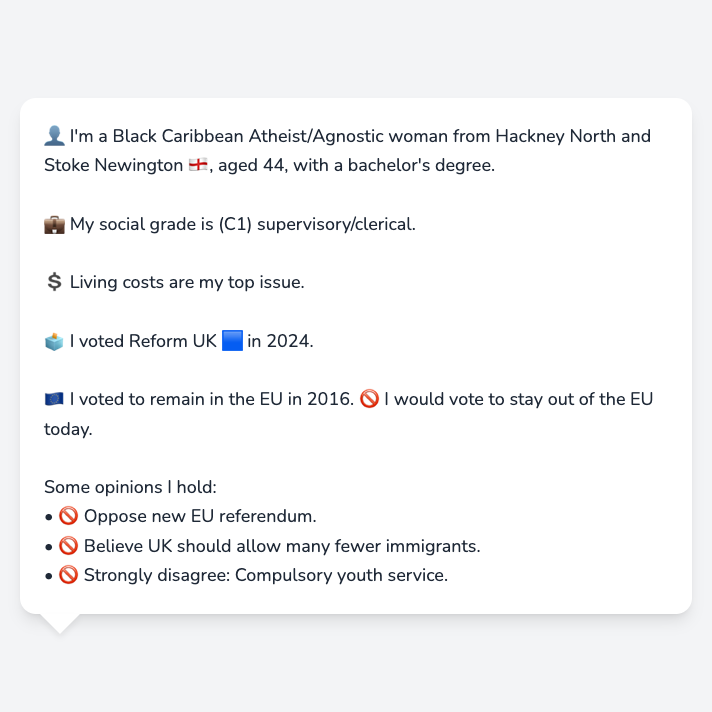 👤 I'm a Black Caribbean Atheist/Agnostic woman from Hackney North and
Stoke Newington 🏴󠁧󠁢󠁥󠁮󠁧󠁿, aged 44, with a bachelor's degree.
💼 My social grade is (C1) supervisory/clerical.
💲 Living costs are my top issue.
🗳️ I voted Reform UK 🟦 in 2024.
🇪🇺 I voted to remain in the EU in 2016. 🚫 I would vote to stay out of the EU
today.
Some opinions I hold:
• 🚫 Oppose new EU referendum.
• 🚫 Believe UK should allow many fewer immigrants.
• 🚫 Strongly disagree: Compulsory youth service.